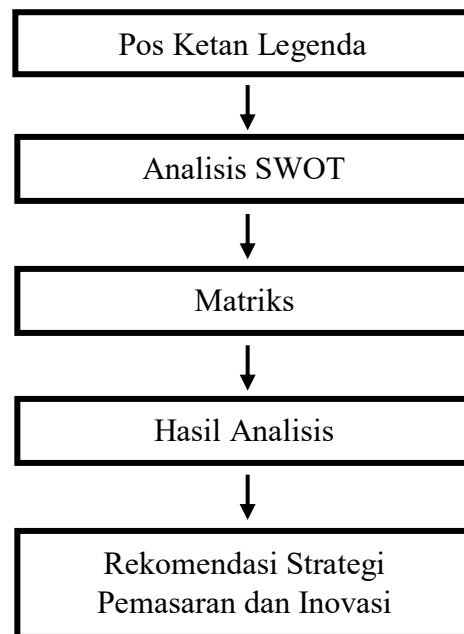 Pos Ketan Legenda
Analisis SWOT
Matriks
Hasil Analisis
Rekomendasi Strategi
Pemasaran dan Inovasi